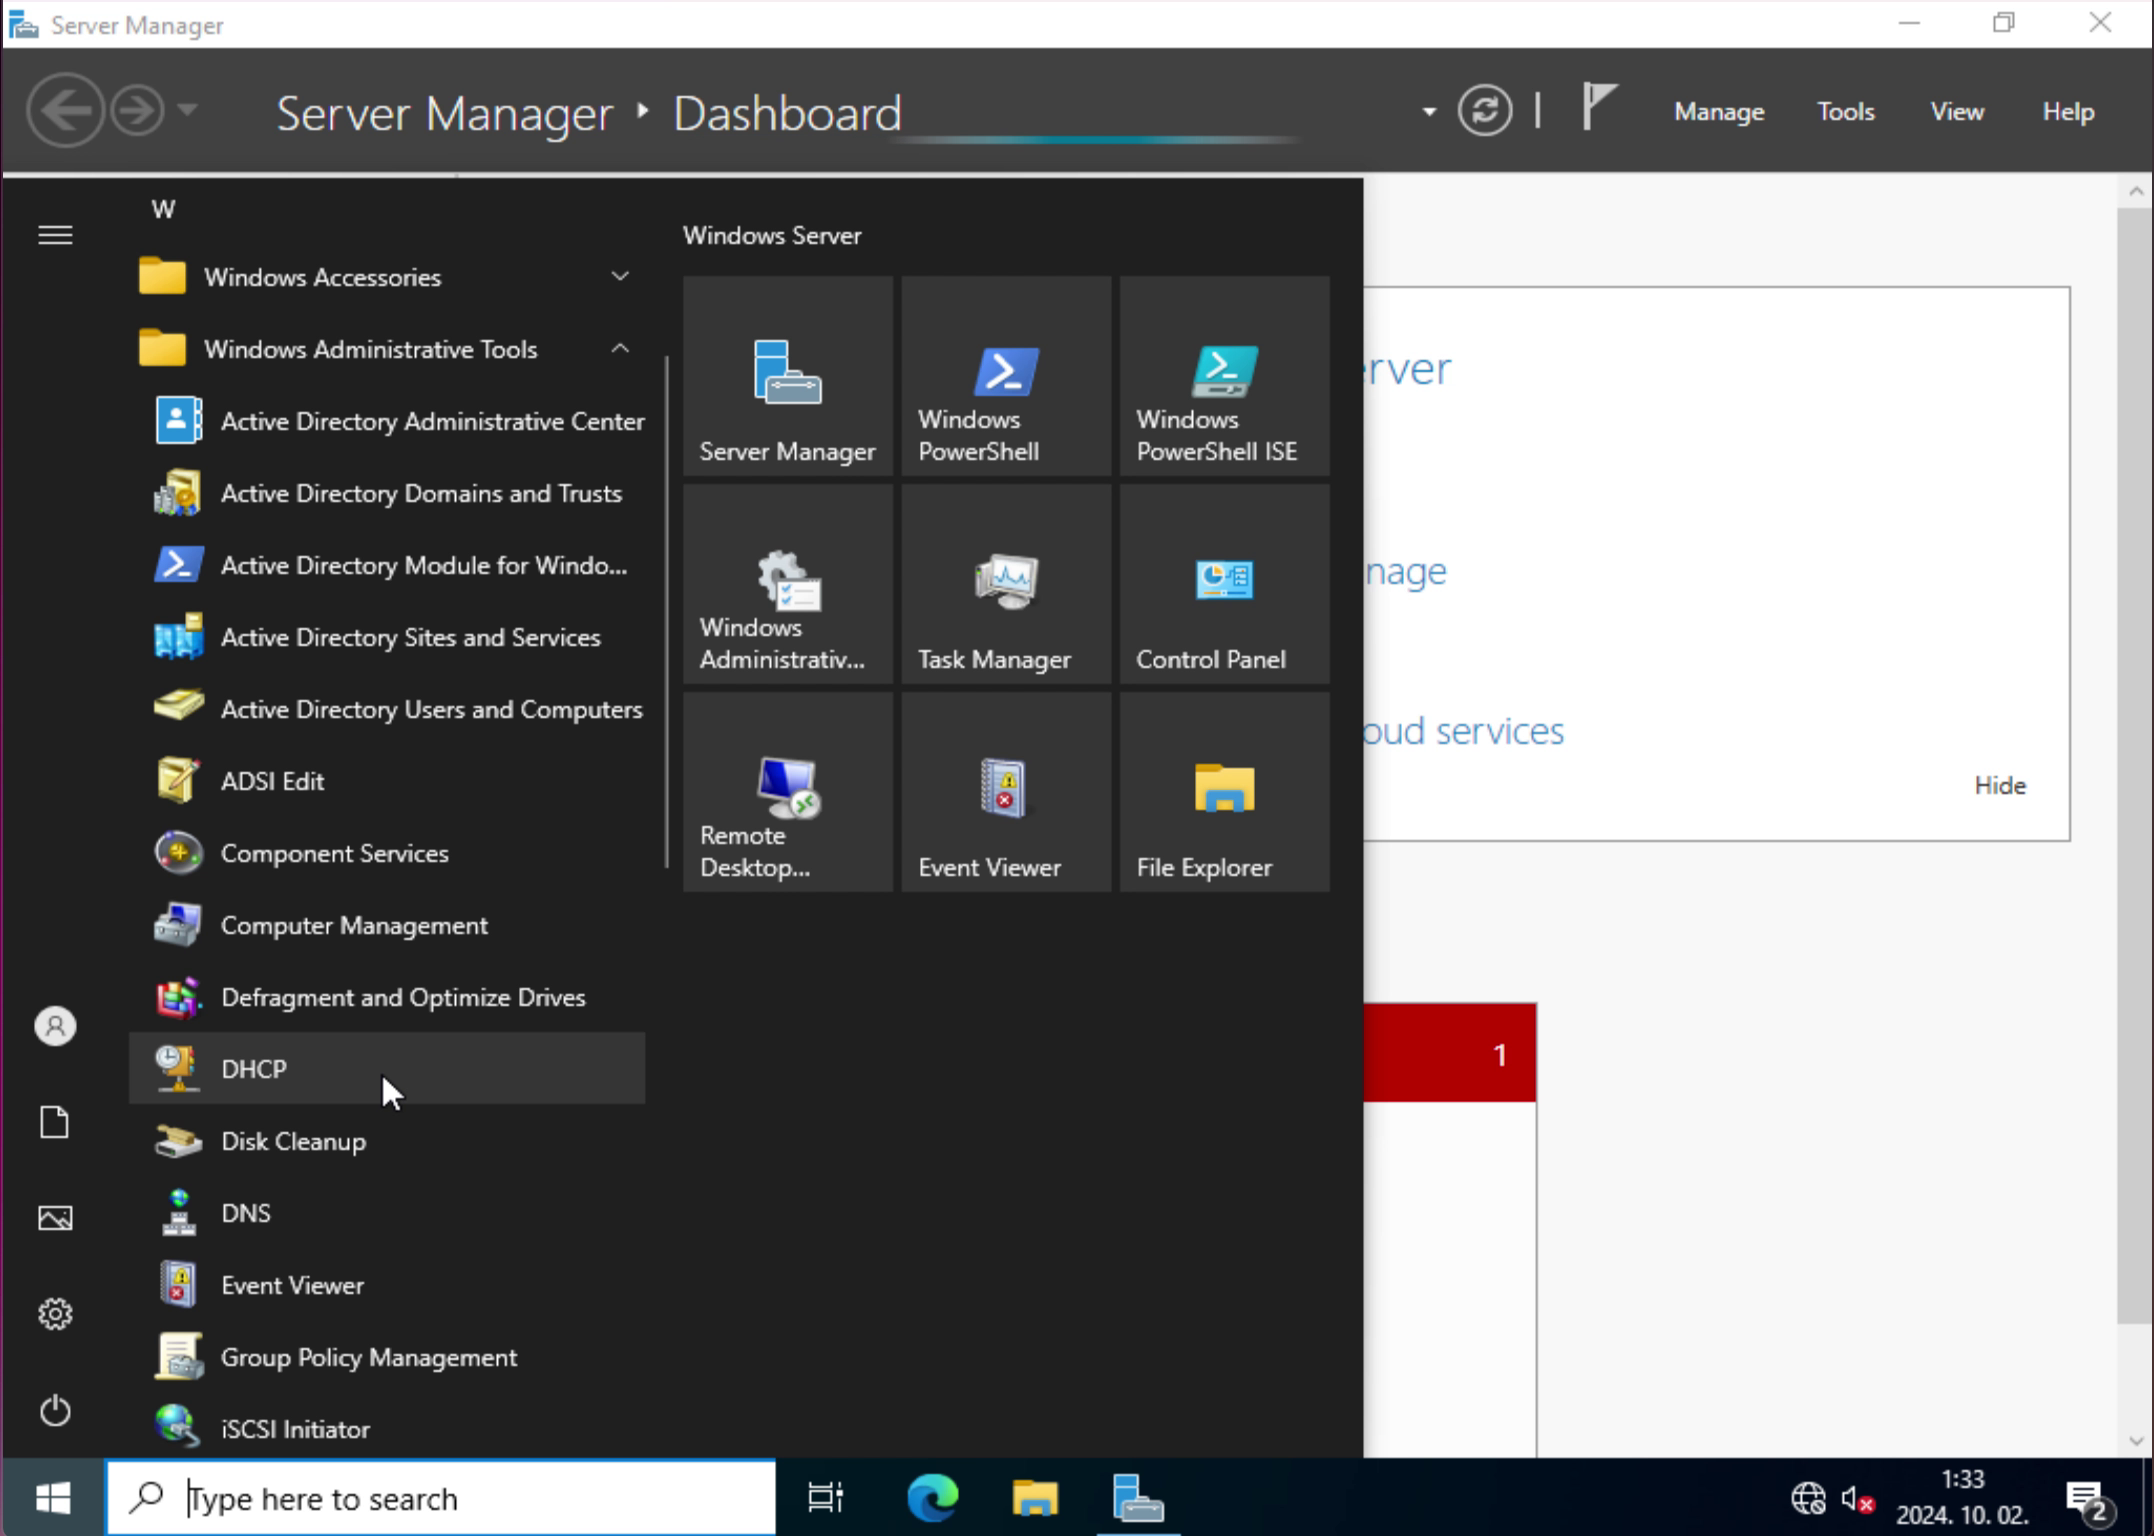 Server Manager
Server Manager ‣ Dashboard
Manage
Tools
View
Help
W
Windows Accessories
Windows Administrative Tools
Active Directory Administrative Center
Active Directory Domains and Trusts
Active Directory Module for Windo...
Active Directory Sites and Services
Active Directory Users and Computers
ADSI Edit
Component Services
Computer Management
Defragment and Optimize Drives
DHCP
Disk Cleanup
DNS
Event Viewer
Group Policy Management
iSCSI Initiator
Windows Server
Server Manager
Windows
PowerShell
Windows
PowerShell ISE
Windows
Administrativ...
Task Manager
Control Panel
Remote
Desktop...
Event Viewer
File Explorer
erver
nage
oud services
Hide
1
Type here to search
1:33
2024. 10. 02.
2